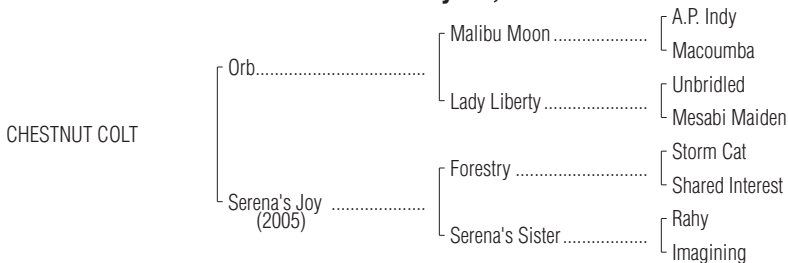 A.P. Indy
Malibu Moon
Macoumba
Orb
Unbridled
Lady Liberty
Mesabi Maiden
CHESTNUT COLT
Storm Cat
Forestry
Shared Interest
Serena's Joy
(2005)
Rahy
Serena's Sister
Imagining